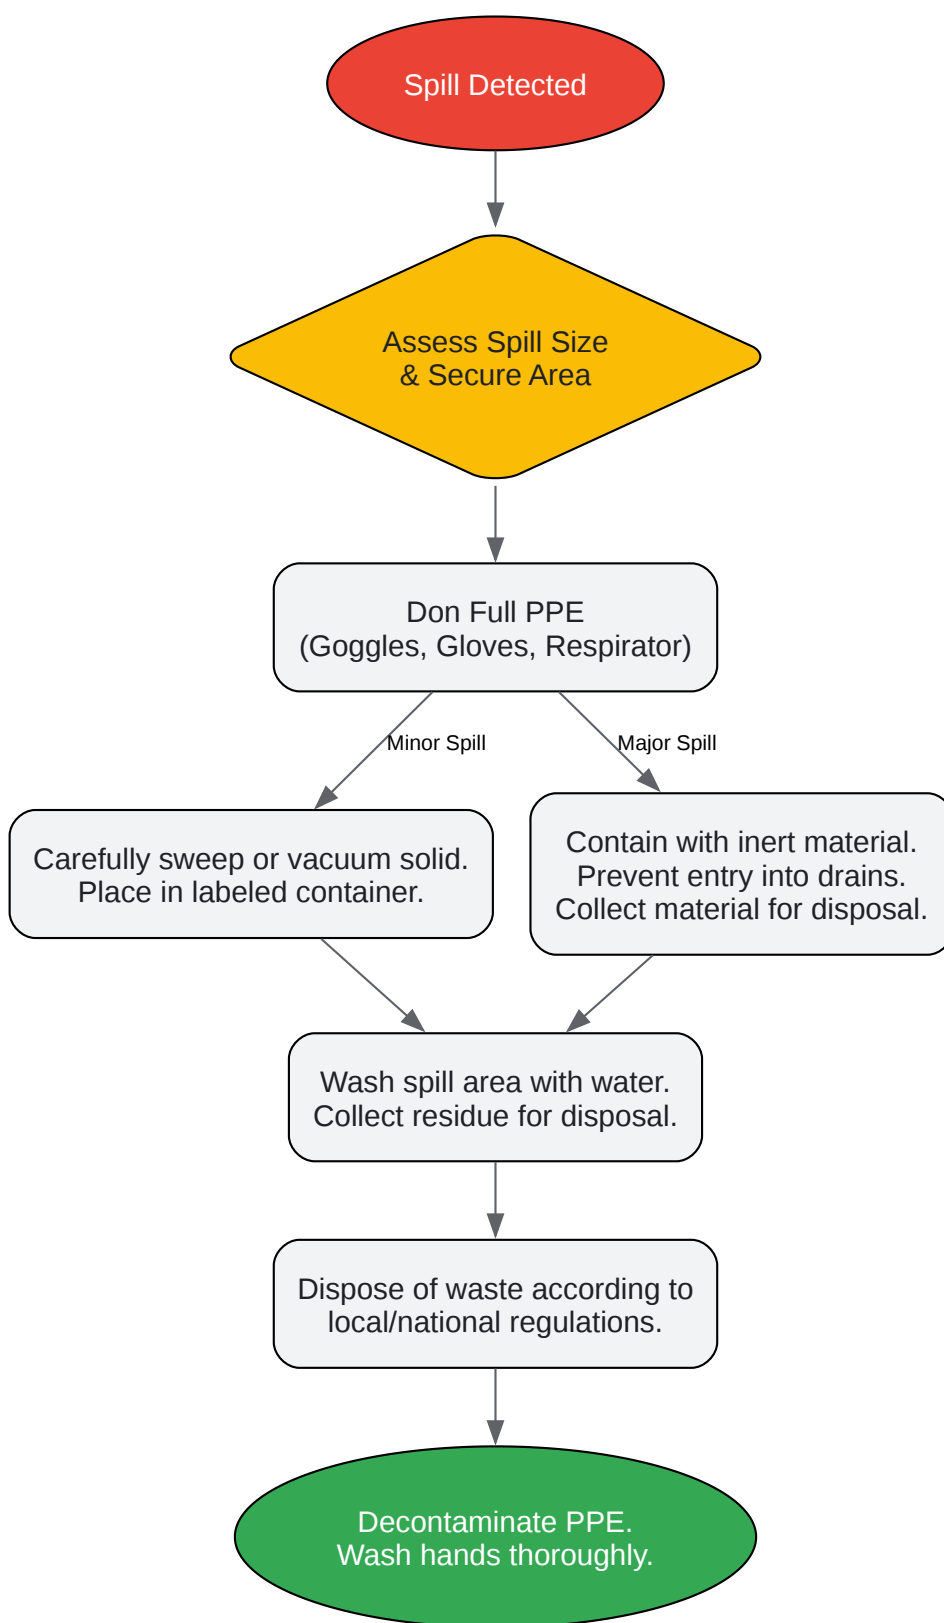 Spill Detected
Assess Spill Size
& Secure Area
Don Full PPE
(Goggles, Gloves, Respirator)
Minor Spill
Major Spill
Carefully sweep or vacuum solid.
Place in labeled container.
Contain with inert material.
Prevent entry into drains.
Collect material for disposal.
Wash spill area with water.
Collect residue for disposal.
Dispose of waste according to
local/national regulations.
Decontaminate PPE.
Wash hands thoroughly.